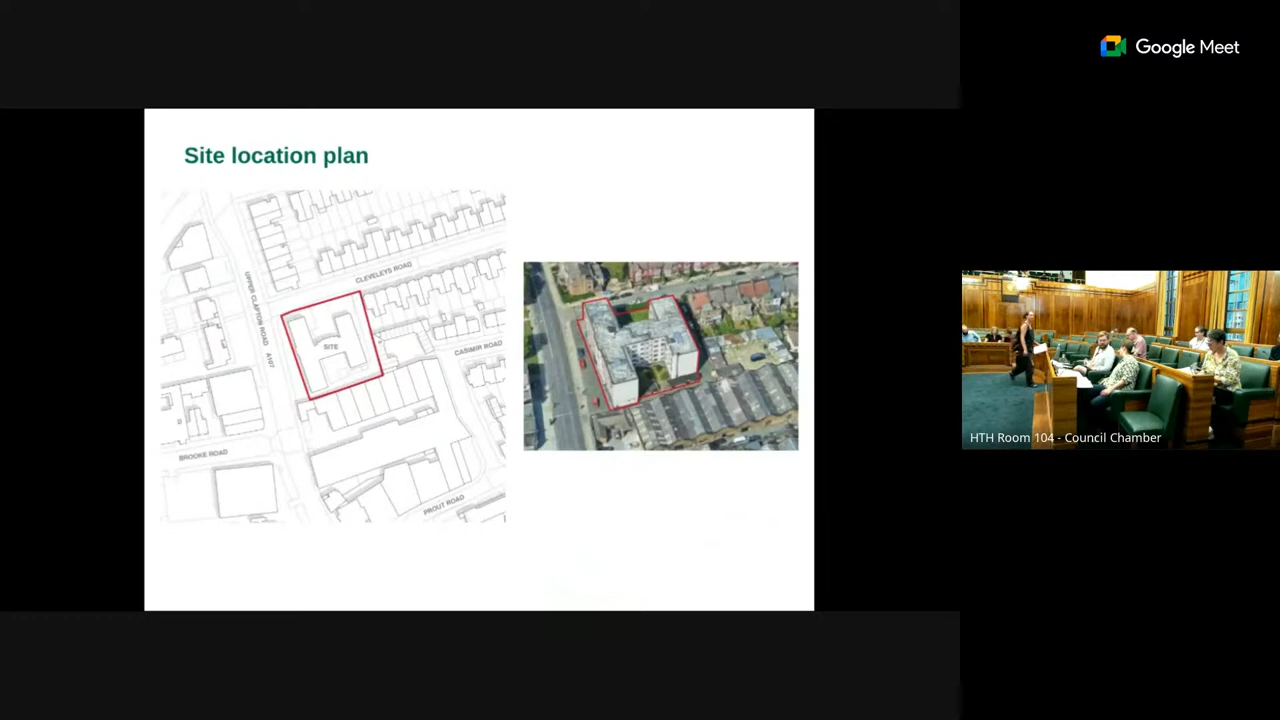 Google Meet
Site location plan
CLEVELEYS ROAD
UPPER CLAPTON ROAD A107
SITE
CASIMIR ROAD
BROOKE ROAD
PROUT ROAD
HTH Room 104 - Council Chamber